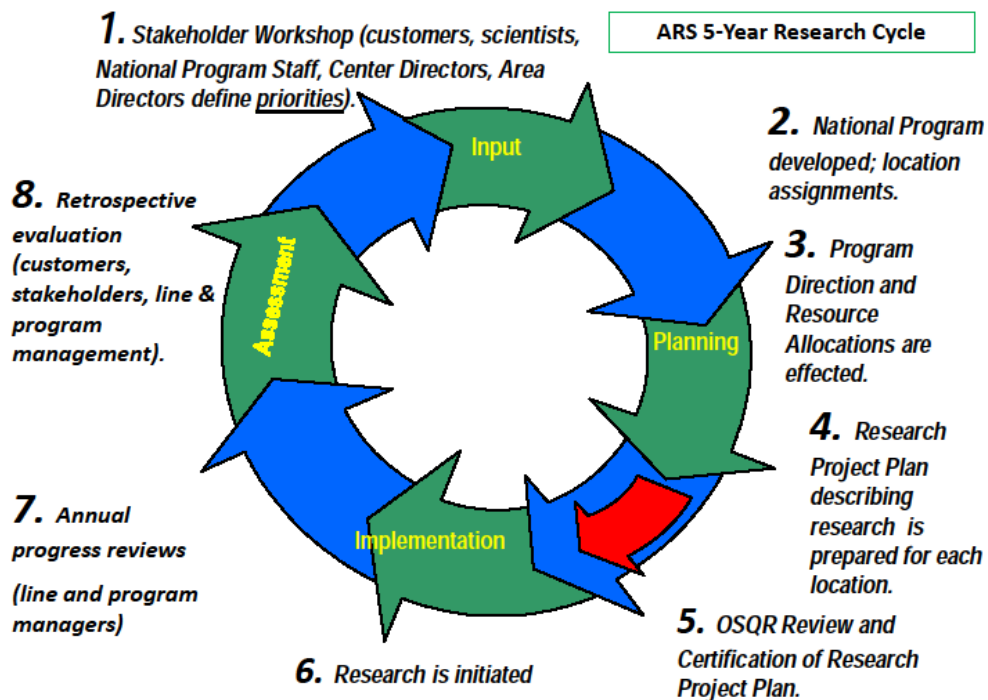 ARS 5-Year Research Cycle
1. Stakeholder Workshop (customers, scientists,
National Program Staff, Center Directors, Area
Directors define priorities).
Input
2. National Program
developed; location
assignments.
3. Program
Direction and
Resource
Allocations are
effected.
Planning
4. Research
Project Plan
describing
research is
prepared for each
location.
5. OSQR Review and
Certification of Research
Project Plan.
Implementation
6. Research is initiated
7. Annual
progress reviews
(line and program
managers)
Assessment
8. Retrospective
evaluation
(customers,
stakeholders, line &
program
management).